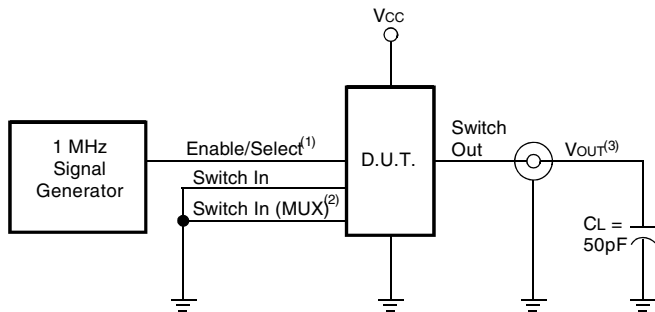 VCC
1 MHz
Signal
Generator
Enable/Select(1)
Switch In
Switch In (MUX)(2)
D.U.T.
Switch
Out
VOUT(3)
CL =
50pF